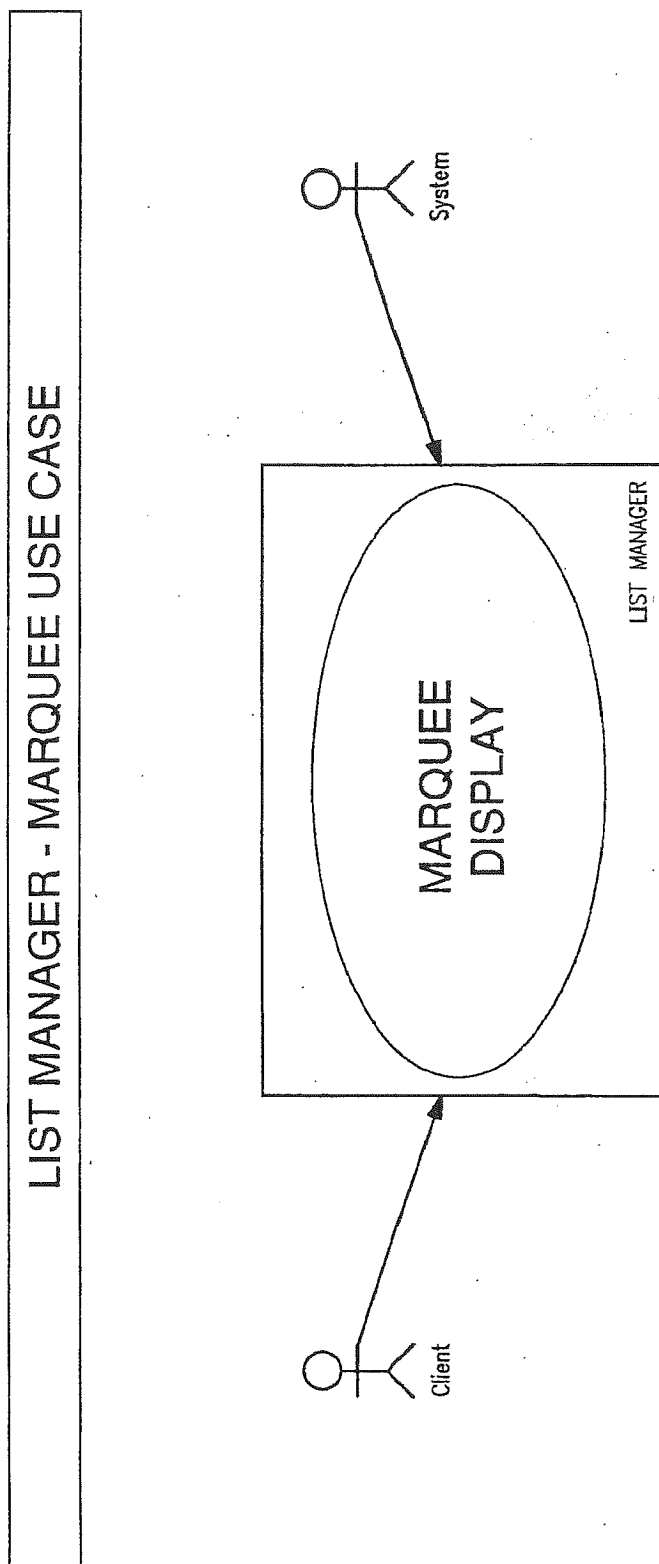 LIST MANAGER - MARQUEE USE CASE
Client
MARQUEE
DISPLAY
LIST MANAGER
System